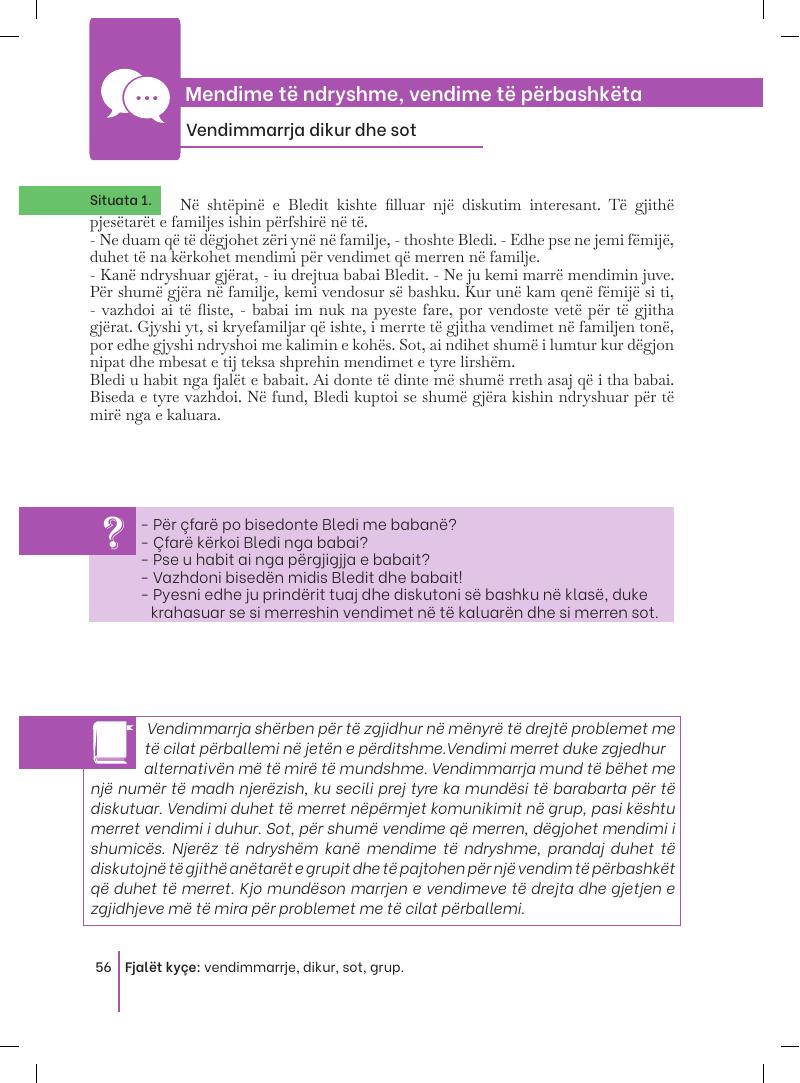 Mendime të ndryshme, vendime të përbashkëta
Vendimmarrja dikur dhe sot
Situata 1. Në shtëpinë e Bledit kishte filluar një diskutim interesant. Të gjithë
pjesëtarët e familjes ishin përfshirë në të.
- Ne duam që të dëgjohet zëri ynë në familje, - thoshte Bledi. - Edhe pse ne jemi fëmijë,
duhet të na kërkohet mendimi për vendimet që merren në familje.
- Kanë ndryshuar gjërat, - iu drejtua babai Bledit. - Ne ju kemi marrë mendimin juve.
Për shumë gjëra në familje, kemi vendosur së bashku. Kur unë kam qenë fëmijë si ti,
- vazhdoi ai të fliste, - babai im nuk na pyeste fare, por vendoste vetë për të gjitha
gjërat. Gjyshi yt, si kryefamiljar që ishte, i merrte të gjitha vendimet në familjen tonë,
por edhe gjyshi ndryshoi me kalimin e kohës. Sot, ai ndihet shumë i lumtur kur dëgjon
nipat dhe mbesat e tij teksa shprehin mendimet e tyre lirshëm.
Bledi u habit nga fjalët e babait. Ai donte të dinte më shumë rreth asaj që i tha babai.
Biseda e tyre vazhdoi. Në fund, Bledi kuptoi se shumë gjëra kishin ndryshuar për të
mirë nga e kaluara.
?
- Për çfarë po bisedonte Bledi me babanë?
- Çfarë kërkoi Bledi nga babai?
- Pse u habit ai nga përgjigjja e babait?
- Vazhdoni bisedën midis Bledit dhe babait!
- Pyesni edhe ju prindërit tuaj dhe diskutoni së bashku në klasë, duke
krahasuar se si merreshin vendimet në të kaluarën dhe si merren sot.
Vendimmarrja shërben për të zgjidhur në mënyrë të drejtë problemet me
të cilat përballemi në jetën e përditshme.Vendimi merret duke zgjedhur
alternativën më të mirë të mundshme. Vendimmarrja mund të bëhet me
një numër të madh njerëzish, ku secili prej tyre ka mundësi të barabarta për të
diskutuar. Vendimi duhet të merret nëpërmjet komunikimit në grup, pasi kështu
merret vendimi i duhur. Sot, për shumë vendime që merren, dëgjohet mendimi i
shumicës. Njerëz të ndryshëm kanë mendime të ndryshme, prandaj duhet të
diskutojnë të gjithë anëtarët e grupit dhe të pajtohen për një vendim të përbashkët
që duhet të merret. Kjo mundëson marrjen e vendimeve të drejta dhe gjetjen e
zgjidhjeve më të mira për problemet me të cilat përballemi.
56 Fjalët kyçe: vendimmarrje, dikur, sot, grup.